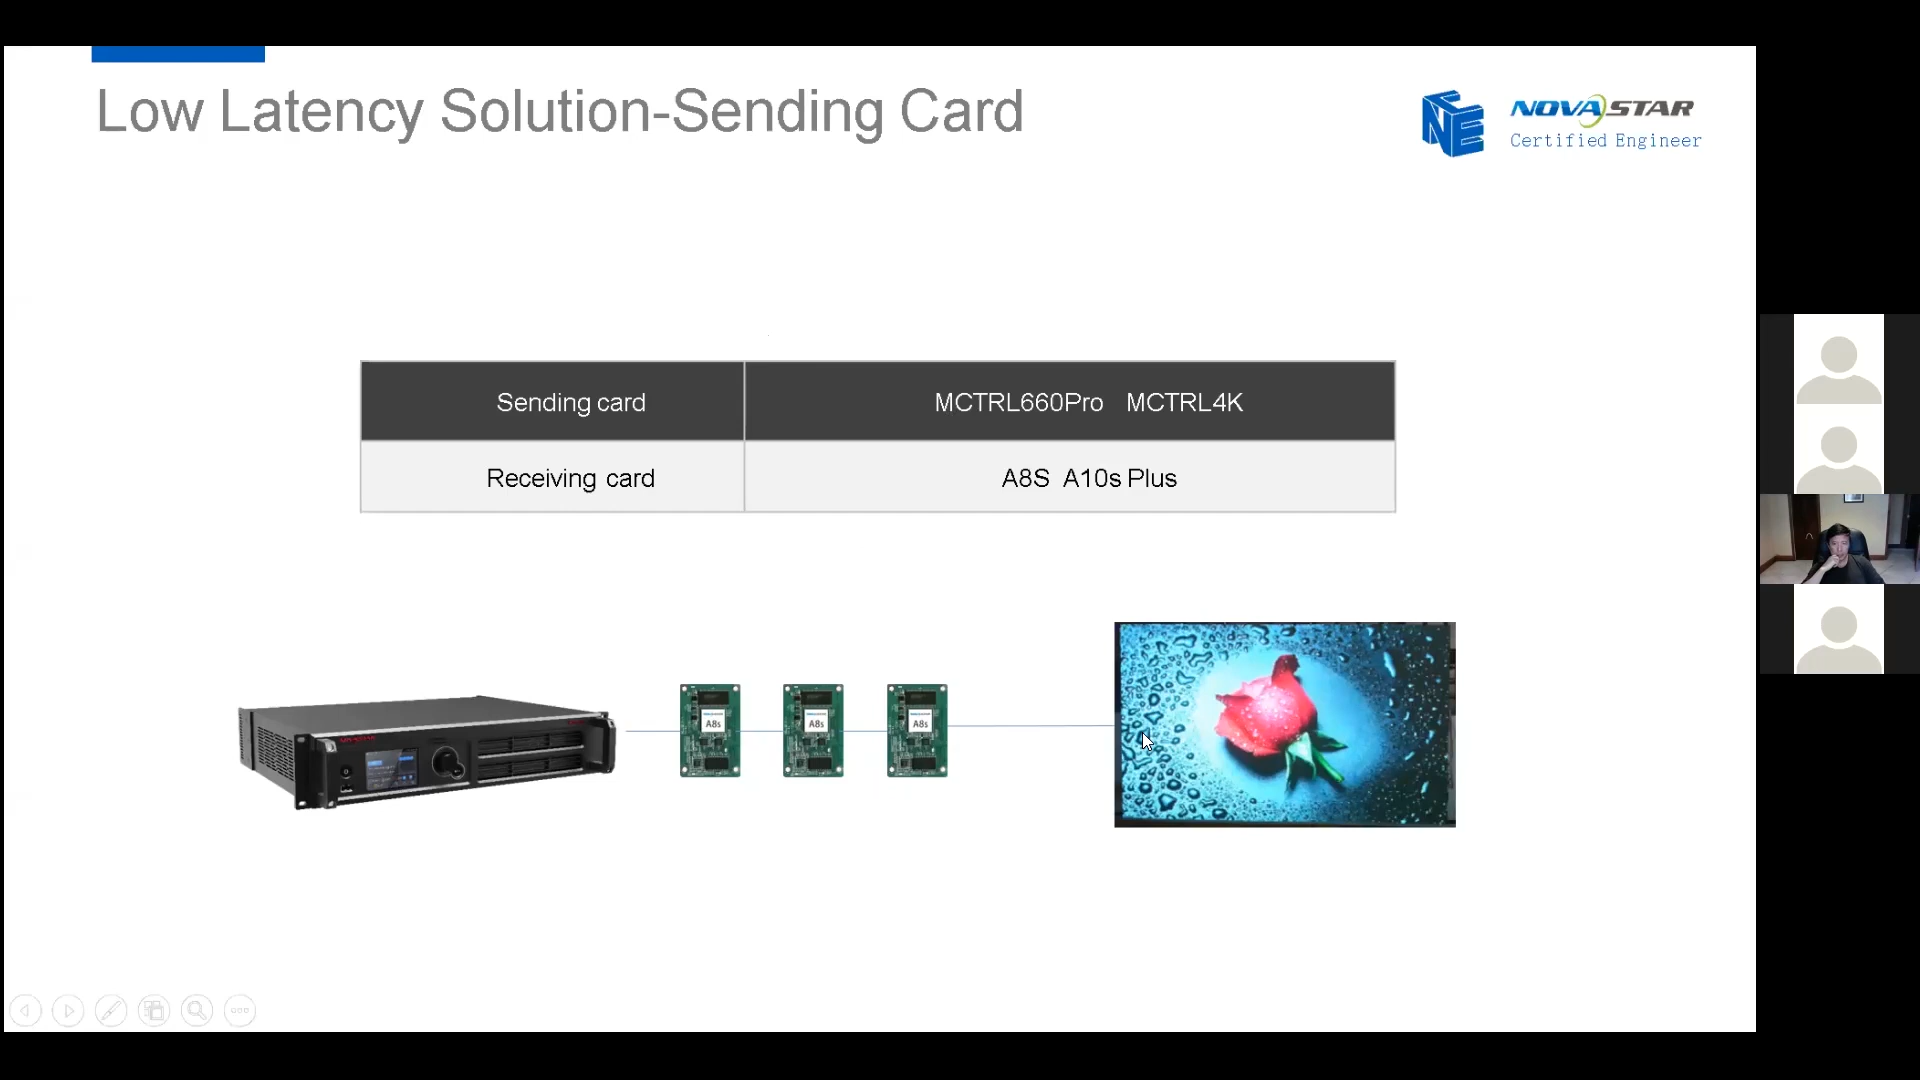 Low Latency Solution-Sending Card
NE
NOVASTAR
Certified Engineer
Sending card MCTRL660Pro MCTRL4K
Receiving card A8S A10s Plus
A8s A8s A8s